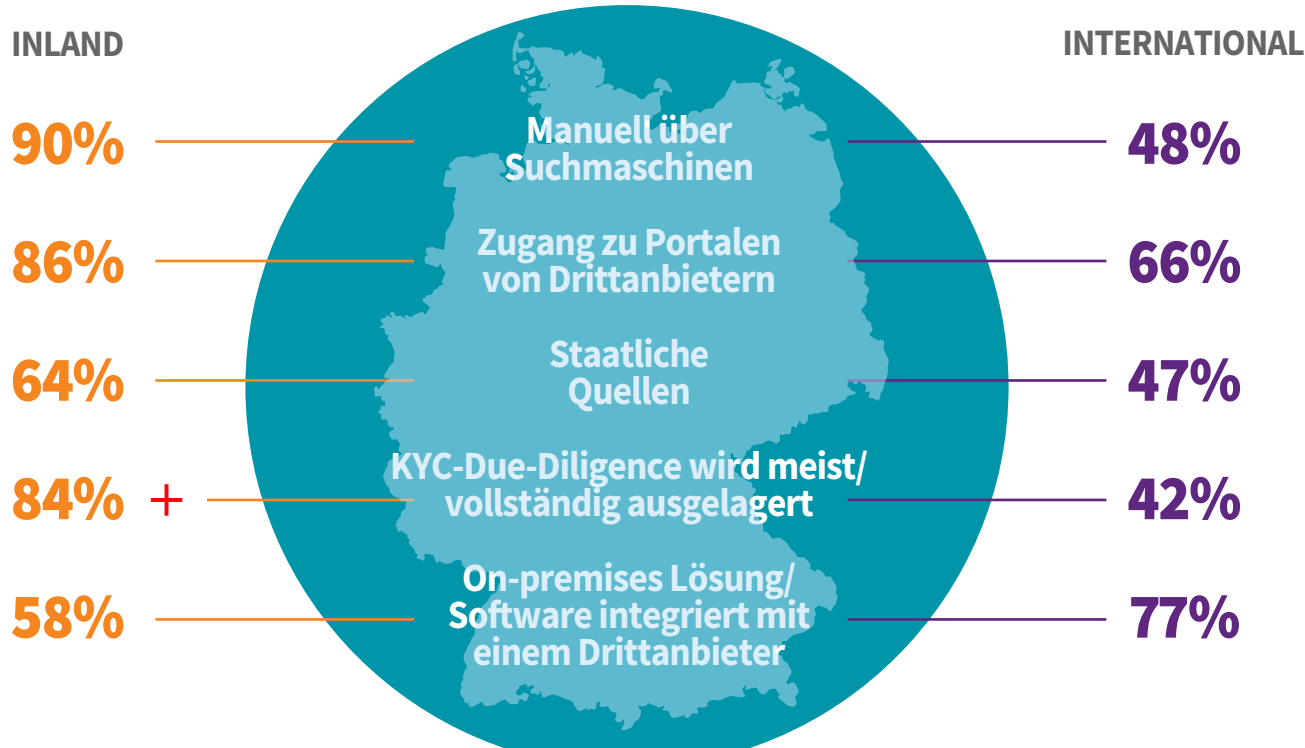 INLAND
INTERNATIONAL
90%
Manuell über
Suchmaschinen
48%
86%
Zugang zu Portalen
von Drittanbietern
66%
64%
Staatliche
Quellen
47%
84% +
KYC-Due-Diligence wird meist/
vollständig ausgelagert
42%
58%
On-premises Lösung/
Software integriert mit
einem Drittanbieter
77%